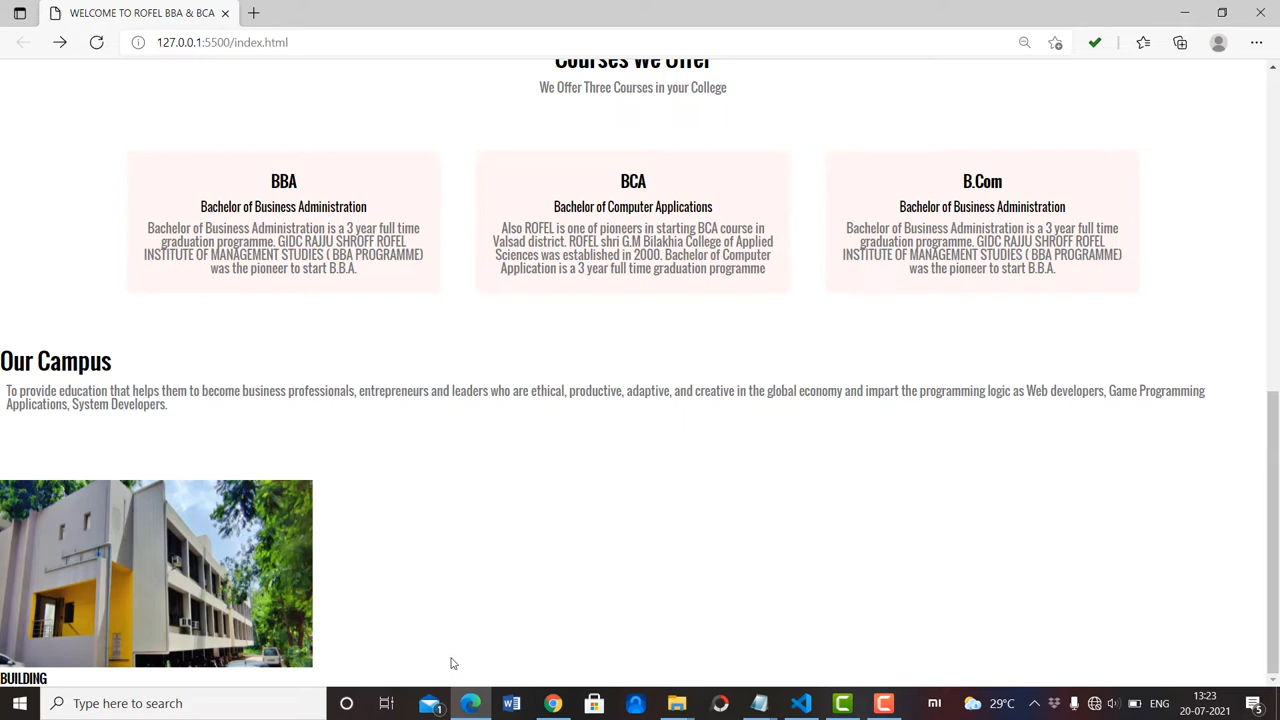 WELCOME TO ROFEL BBA & BCA
127.0.0.1:5500/index.html
Courses We Offer
We Offer Three Courses in your College
BBA
Bachelor of Business Administration
Bachelor of Business Administration is a 3 year full time
graduation programme. GIDC RAJJU SHROFF ROFEL
INSTITUTE OF MANAGEMENT STUDIES ( BBA PROGRAMME)
was the pioneer to start B.B.A.
BCA
Bachelor of Computer Applications
Also ROFEL is one of pioneers in starting BCA course in
Valsad district. ROFEL shri G.M Bilakhia College of Applied
Sciences was established in 2000. Bachelor of Computer
Application is a 3 year full time graduation programme
B.Com
Bachelor of Business Administration
Bachelor of Business Administration is a 3 year full time
graduation programme. GIDC RAJJU SHROFF ROFEL
INSTITUTE OF MANAGEMENT STUDIES ( BBA PROGRAMME)
was the pioneer to start B.B.A.
Our Campus
To provide education that helps them to become business professionals, entrepreneurs and leaders who are ethical, productive, adaptive, and creative in the global economy and impart the programming logic as Web developers, Game Programming
Applications, System Developers.
BUILDING
Type here to search
1
mi
29°C
ENG
13:23
20-07-2021
5